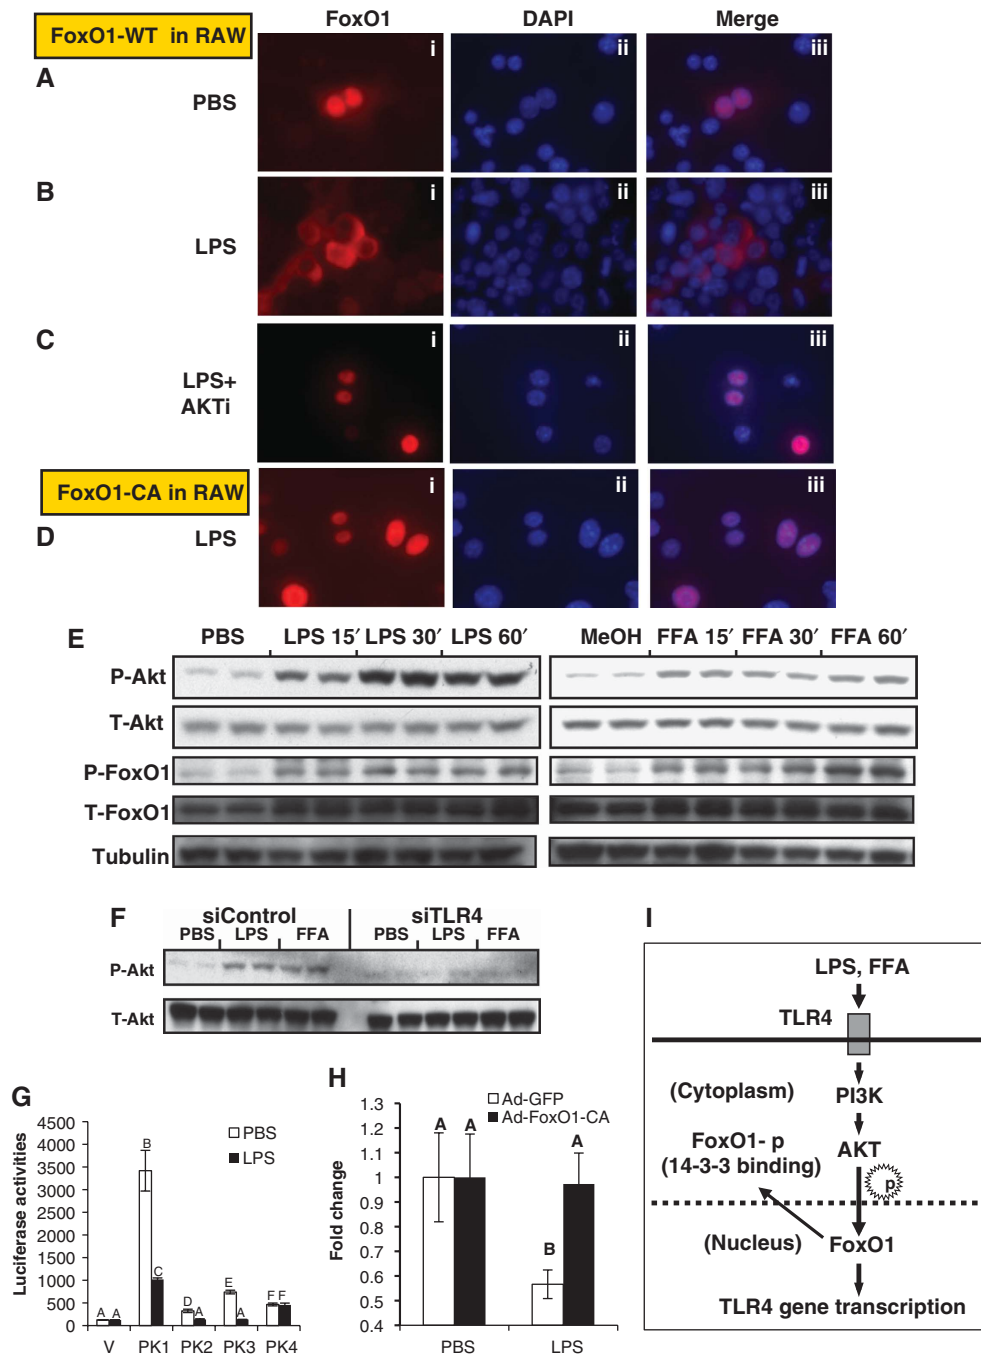 FoxO1 DAPI Merge
FoxO1-WT in RAW
A
PBS
i ii iii
B
LPS
i ii iii
C
LPS+
AKTi
i ii iii
FoxO1-CA in RAW
D
LPS
i ii iii
E
PBS LPS 15′ LPS 30′ LPS 60′ MeOH FFA 15′ FFA 30′ FFA 60′
P-Akt
T-Akt
P-FoxO1
T-FoxO1
Tubulin
F
siControl siTLR4
PBS LPS FFA PBS LPS FFA
P-Akt
T-Akt
G
Luciferase activities
4500
4000
3500
3000
2500
2000
1500
1000
500
0
PBS
LPS
A A B C D A E A F F
V PK1 PK2 PK3 PK4
H
Fold change
1.3
1.2
1.1
1
0.9
0.8
0.7
0.6
0.5
0.4
Ad-GFP
Ad-FoxO1-CA
A A B A
PBS LPS
I
LPS, FFA
TLR4
(Cytoplasm) PI3K
FoxO1- p
(14-3-3 binding)
AKT
p
(Nucleus) FoxO1
TLR4 gene transcription